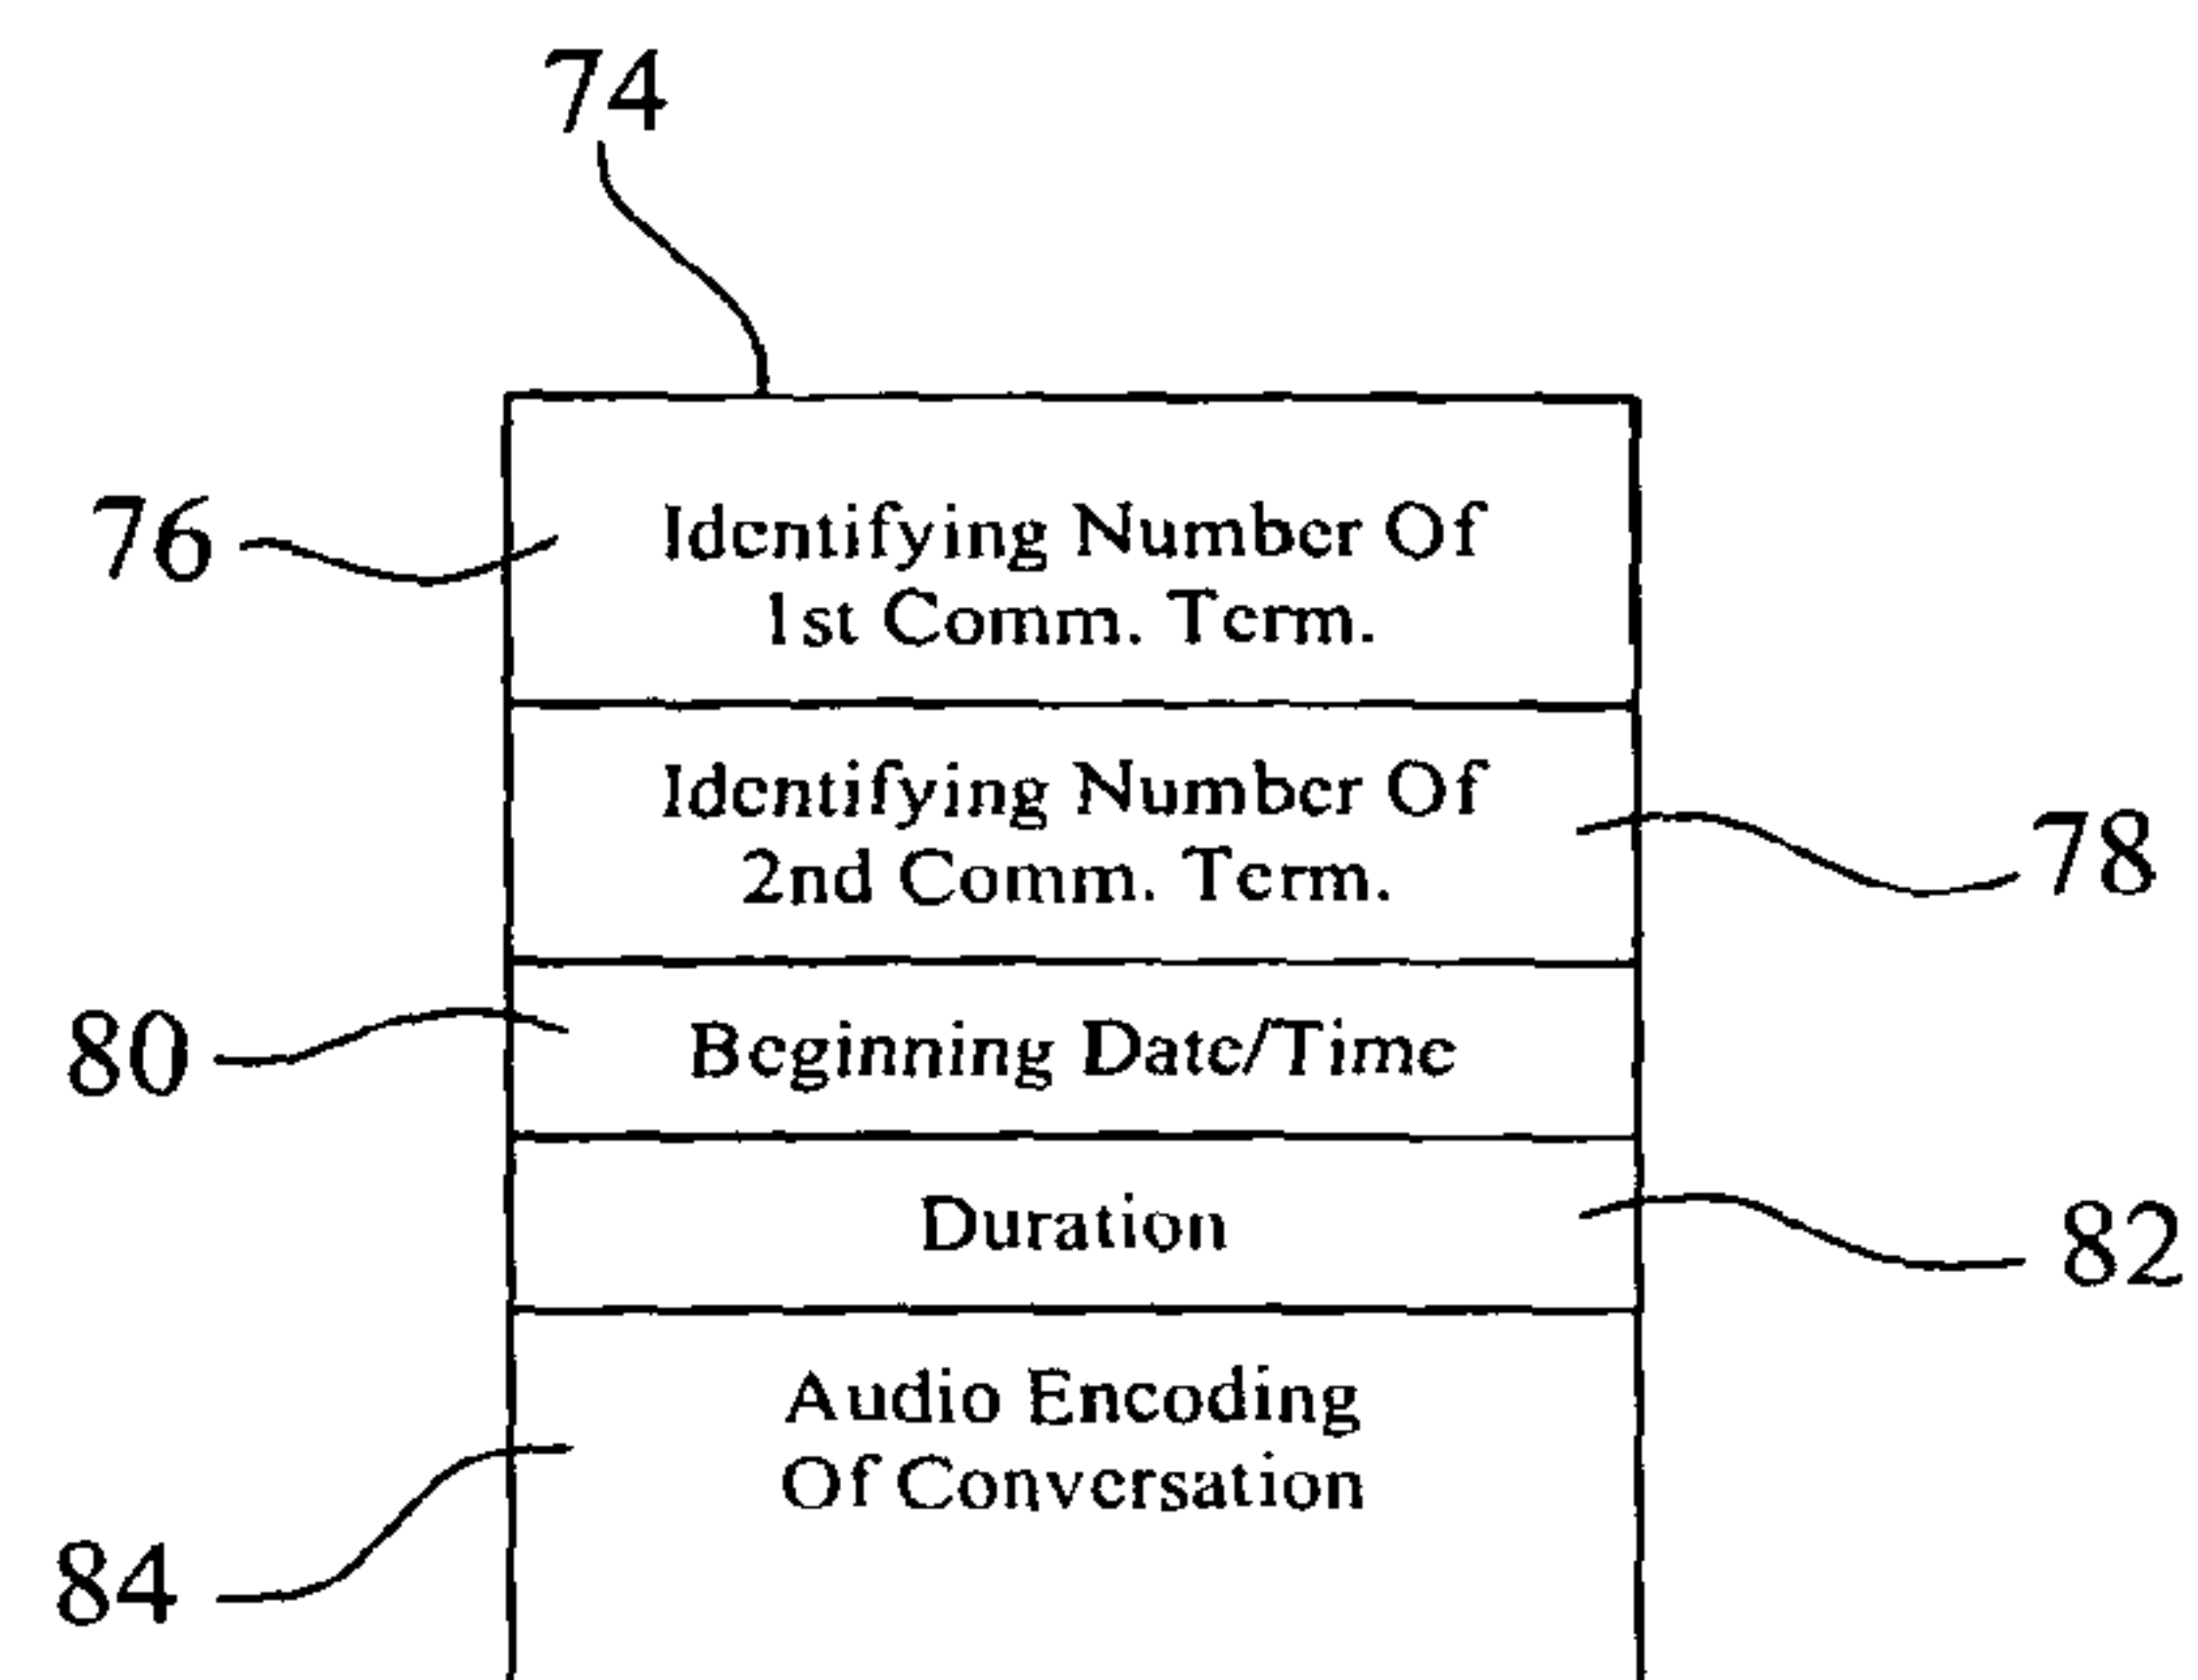 74
76
Identifying Number Of
1st Comm. Term.
Identifying Number Of
2nd Comm. Term.
78
80
Beginning Date/Time
Duration
82
Audio Encoding
Of Conversation
84